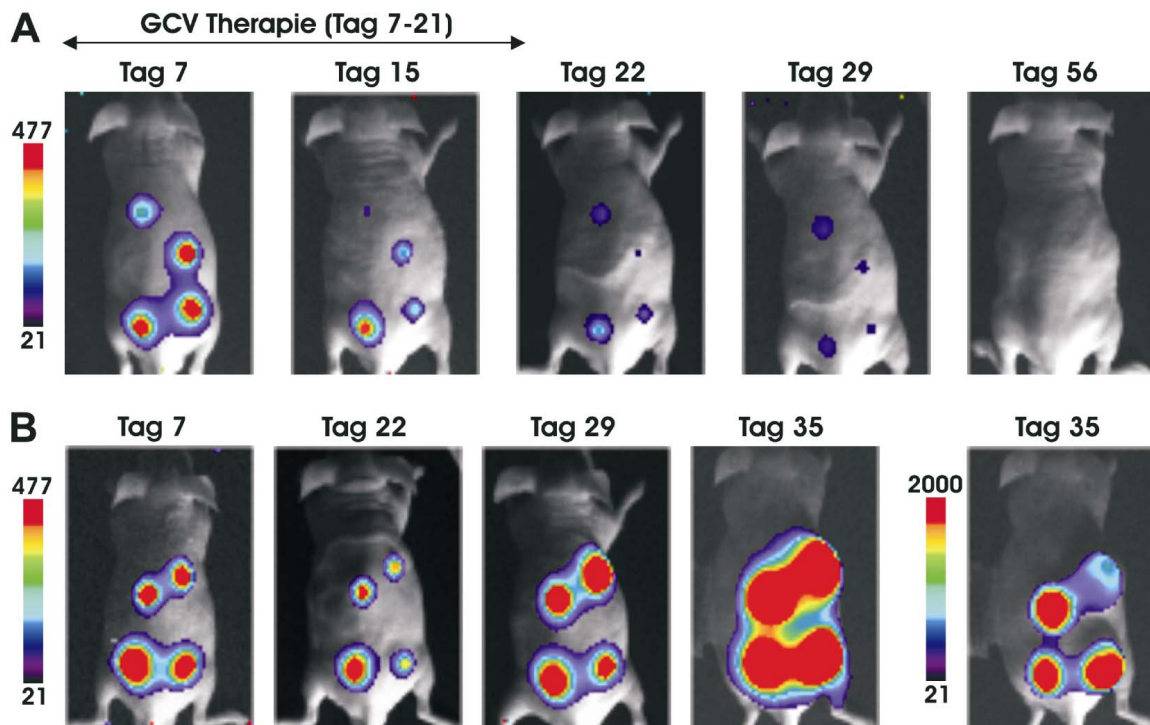 A
GCV Therapie (Tag 7-21)
Tag 7
Tag 15
Tag 22
Tag 29
Tag 56
477
21
B
Tag 7
Tag 22
Tag 29
Tag 35
Tag 35
477
21
2000
21